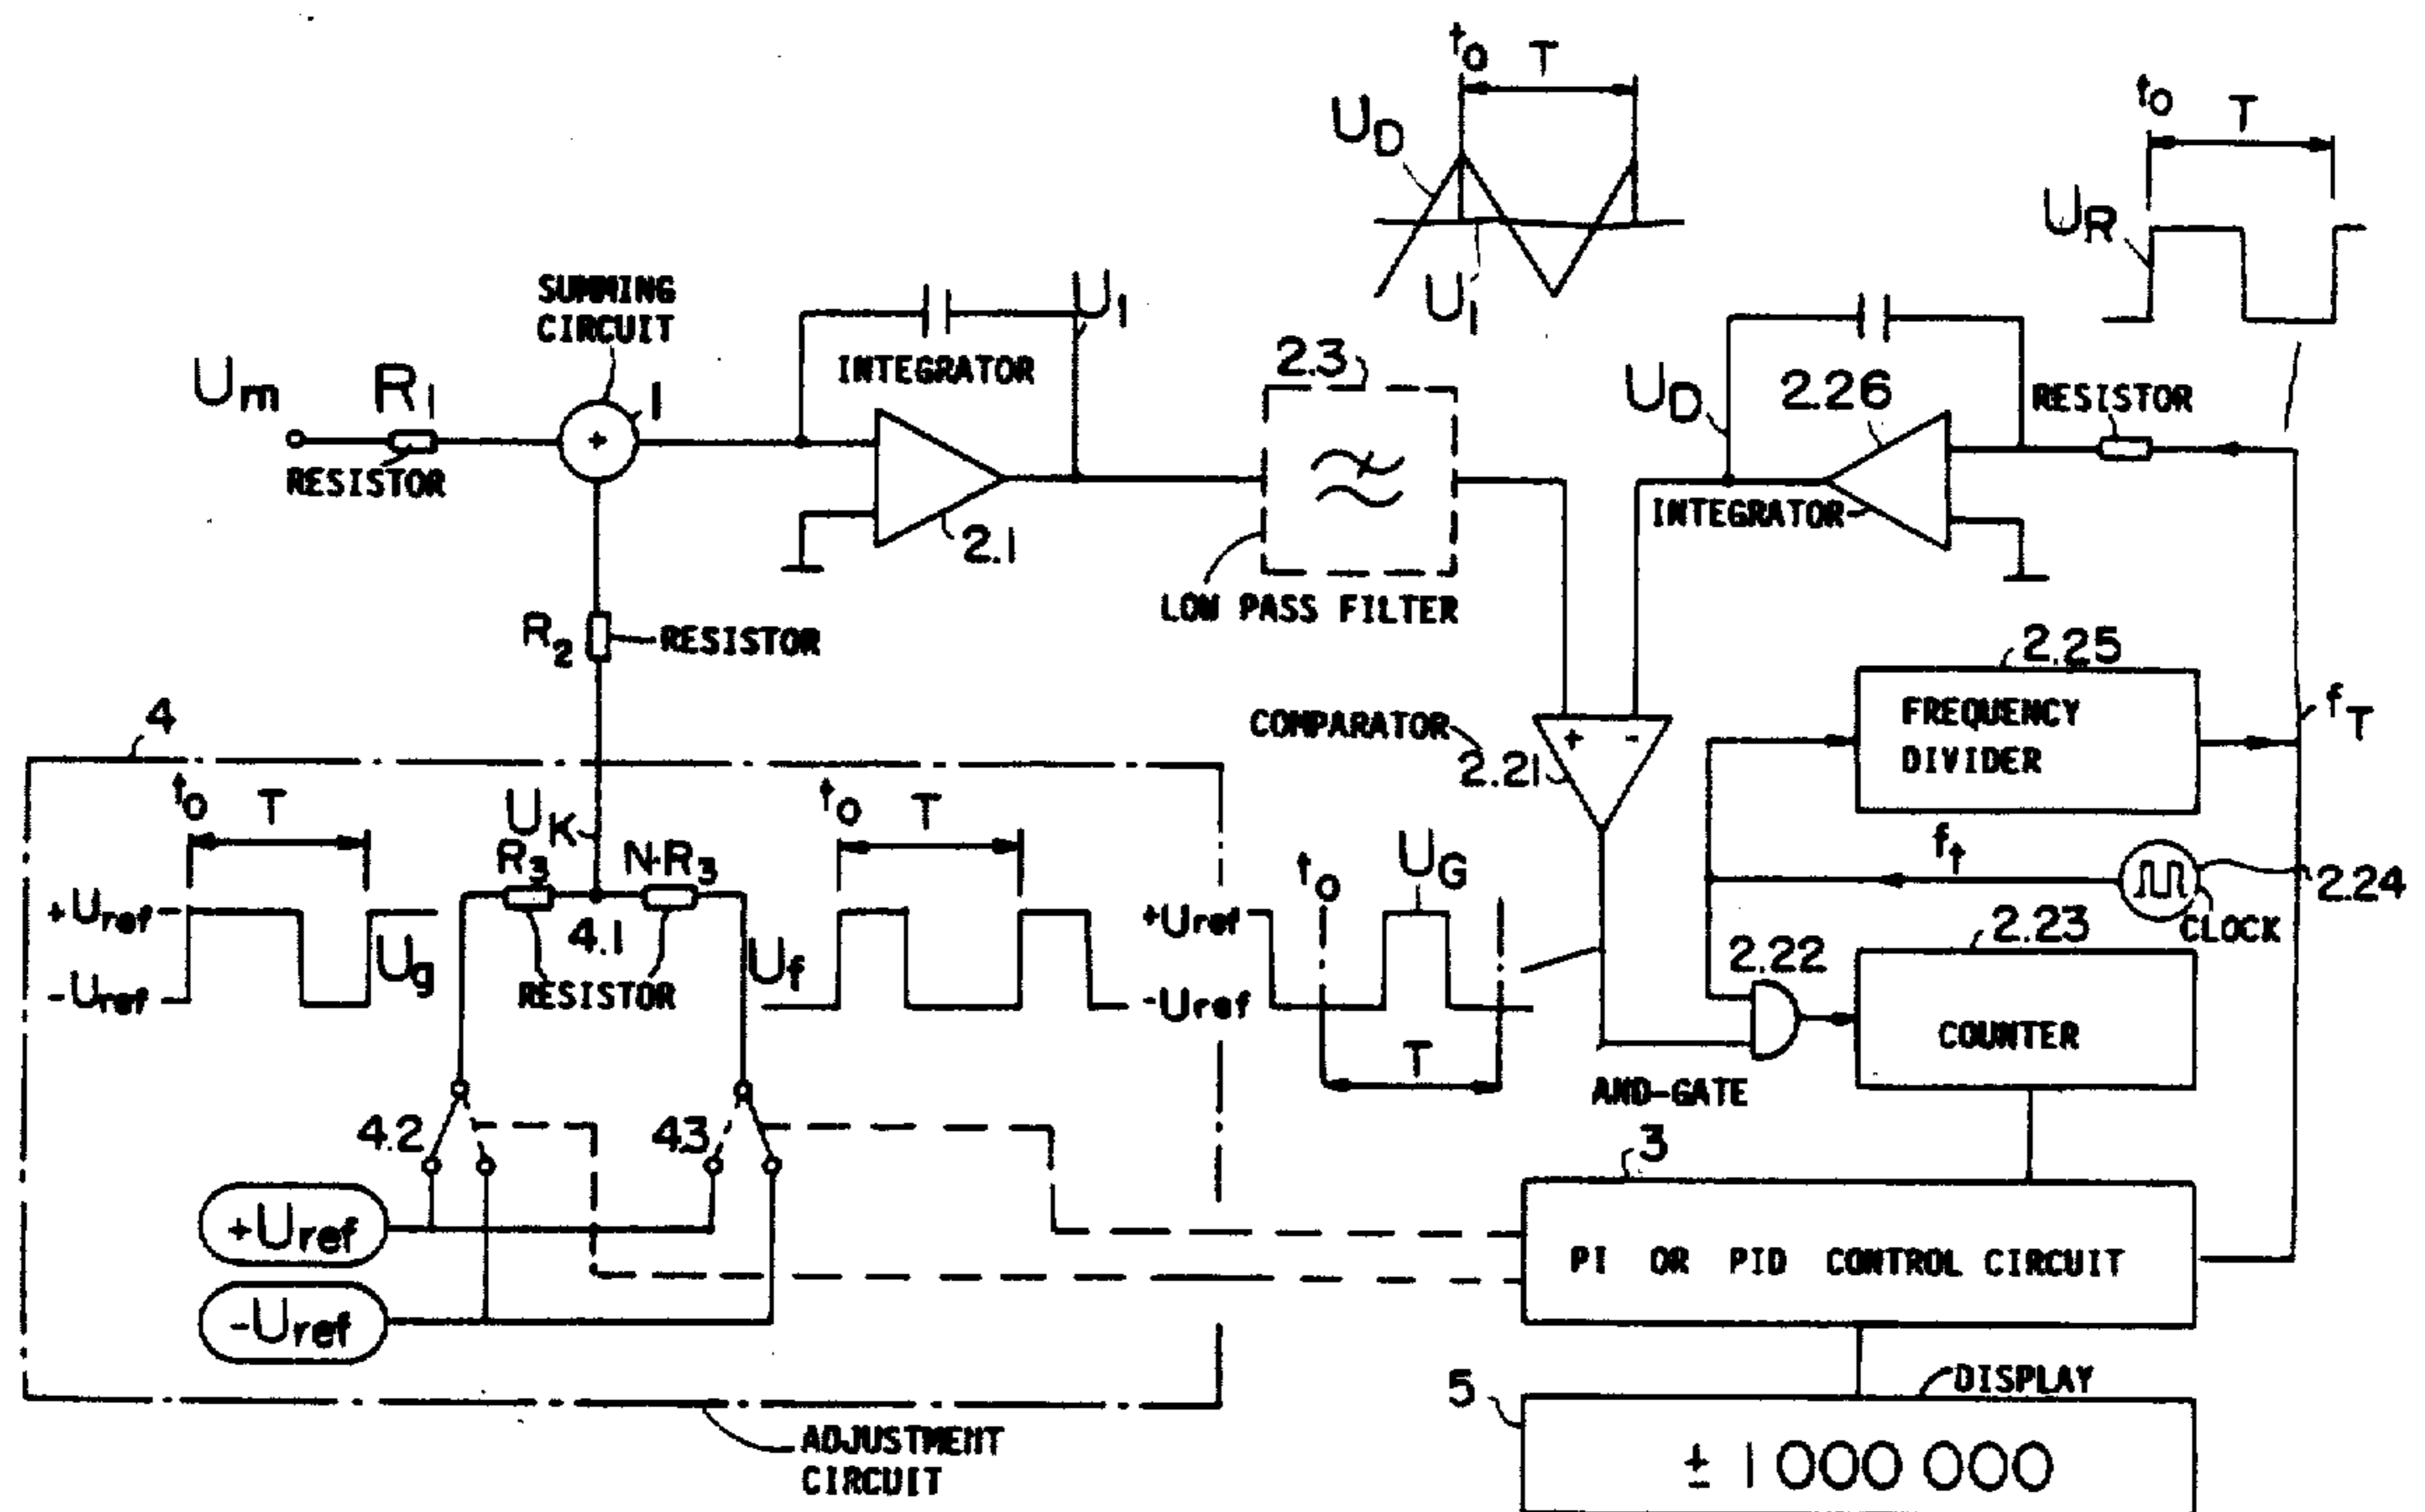 t0 T
UD
U1
t0 T
UR
SUMMING
CIRCUIT
Um
R1
RESISTOR
1
INTEGRATOR
U1
2.1
2.3
LOW PASS FILTER
UD
2.26
RESISTOR
INTEGRATOR
R2
RESISTOR
2.25
FREQUENCY
DIVIDER
fT
COMPARATOR
2.21
+ -
4
t0 T
+Uref
-Uref
Ug
UK
R3
N·R3
4.1
RESISTOR
Uf
t0 T
+Uref
-Uref
t0
UG
T
ft
2.24
CLOCK
2.22
2.23
COUNTER
AND-GATE
4.2
4.3
+Uref
-Uref
3
PI OR PID CONTROL CIRCUIT
5
DISPLAY
± 1 000 000
ADJUSTMENT
CIRCUIT